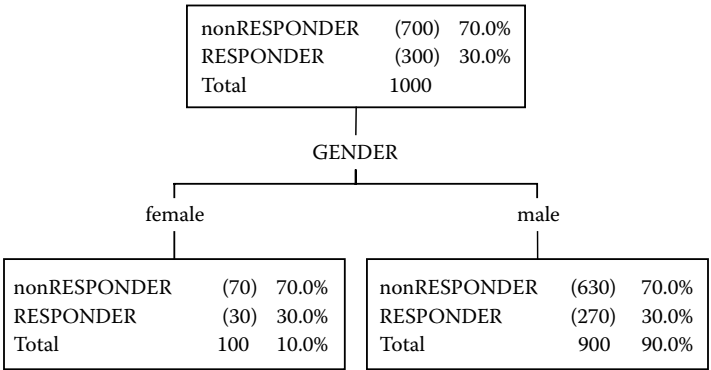 nonRESPONDER (700) 70.0%
RESPONDER (300) 30.0%
Total 1000
GENDER
female
male
nonRESPONDER (70) 70.0%
RESPONDER (30) 30.0%
Total 100 10.0%
nonRESPONDER (630) 70.0%
RESPONDER (270) 30.0%
Total 900 90.0%